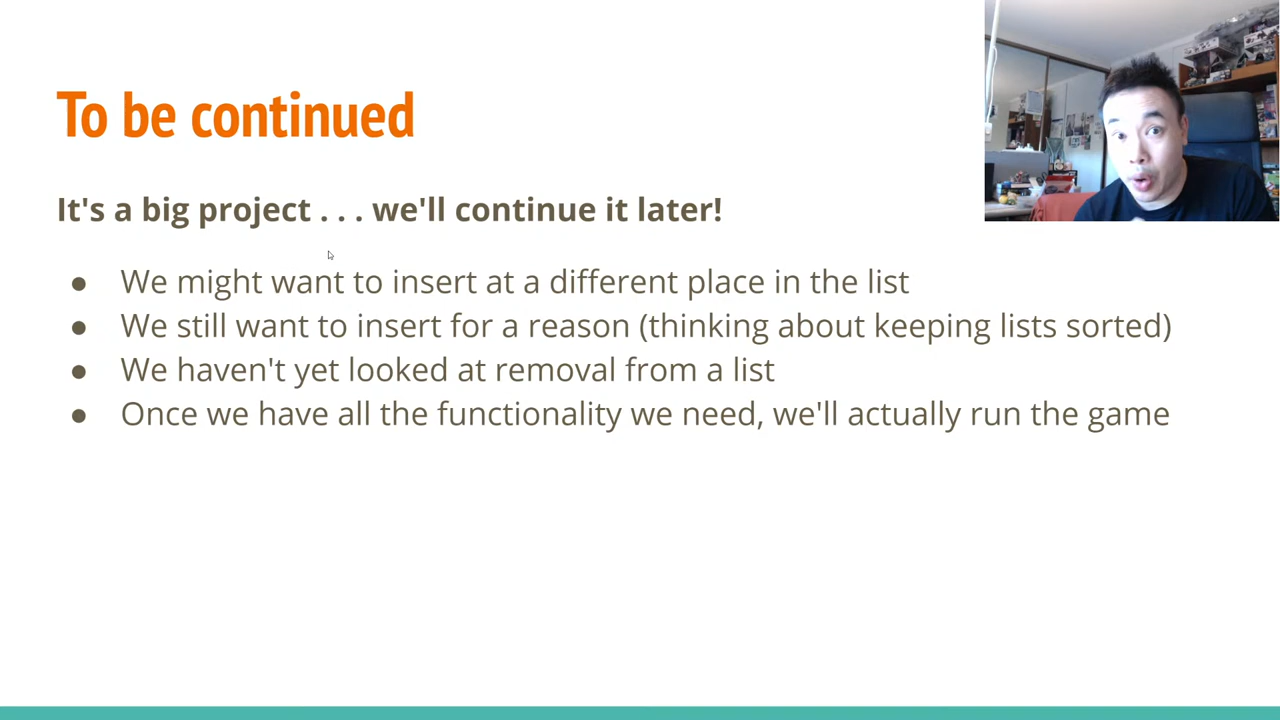 To be continued
It's a big project . . . we'll continue it later!
● We might want to insert at a different place in the list
● We still want to insert for a reason (thinking about keeping lists sorted)
● We haven't yet looked at removal from a list
● Once we have all the functionality we need, we'll actually run the game